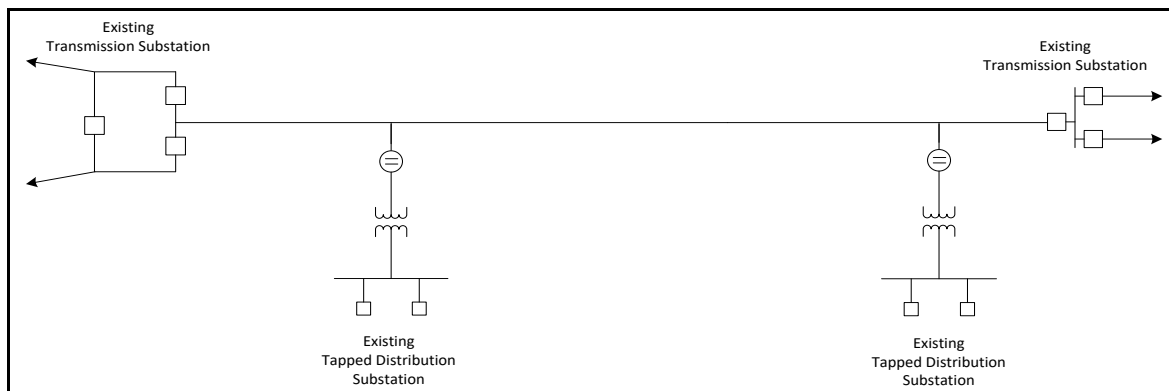 Existing
Transmission Substation
Existing
Transmission Substation
Existing
Tapped Distribution
Substation
Existing
Tapped Distribution
Substation